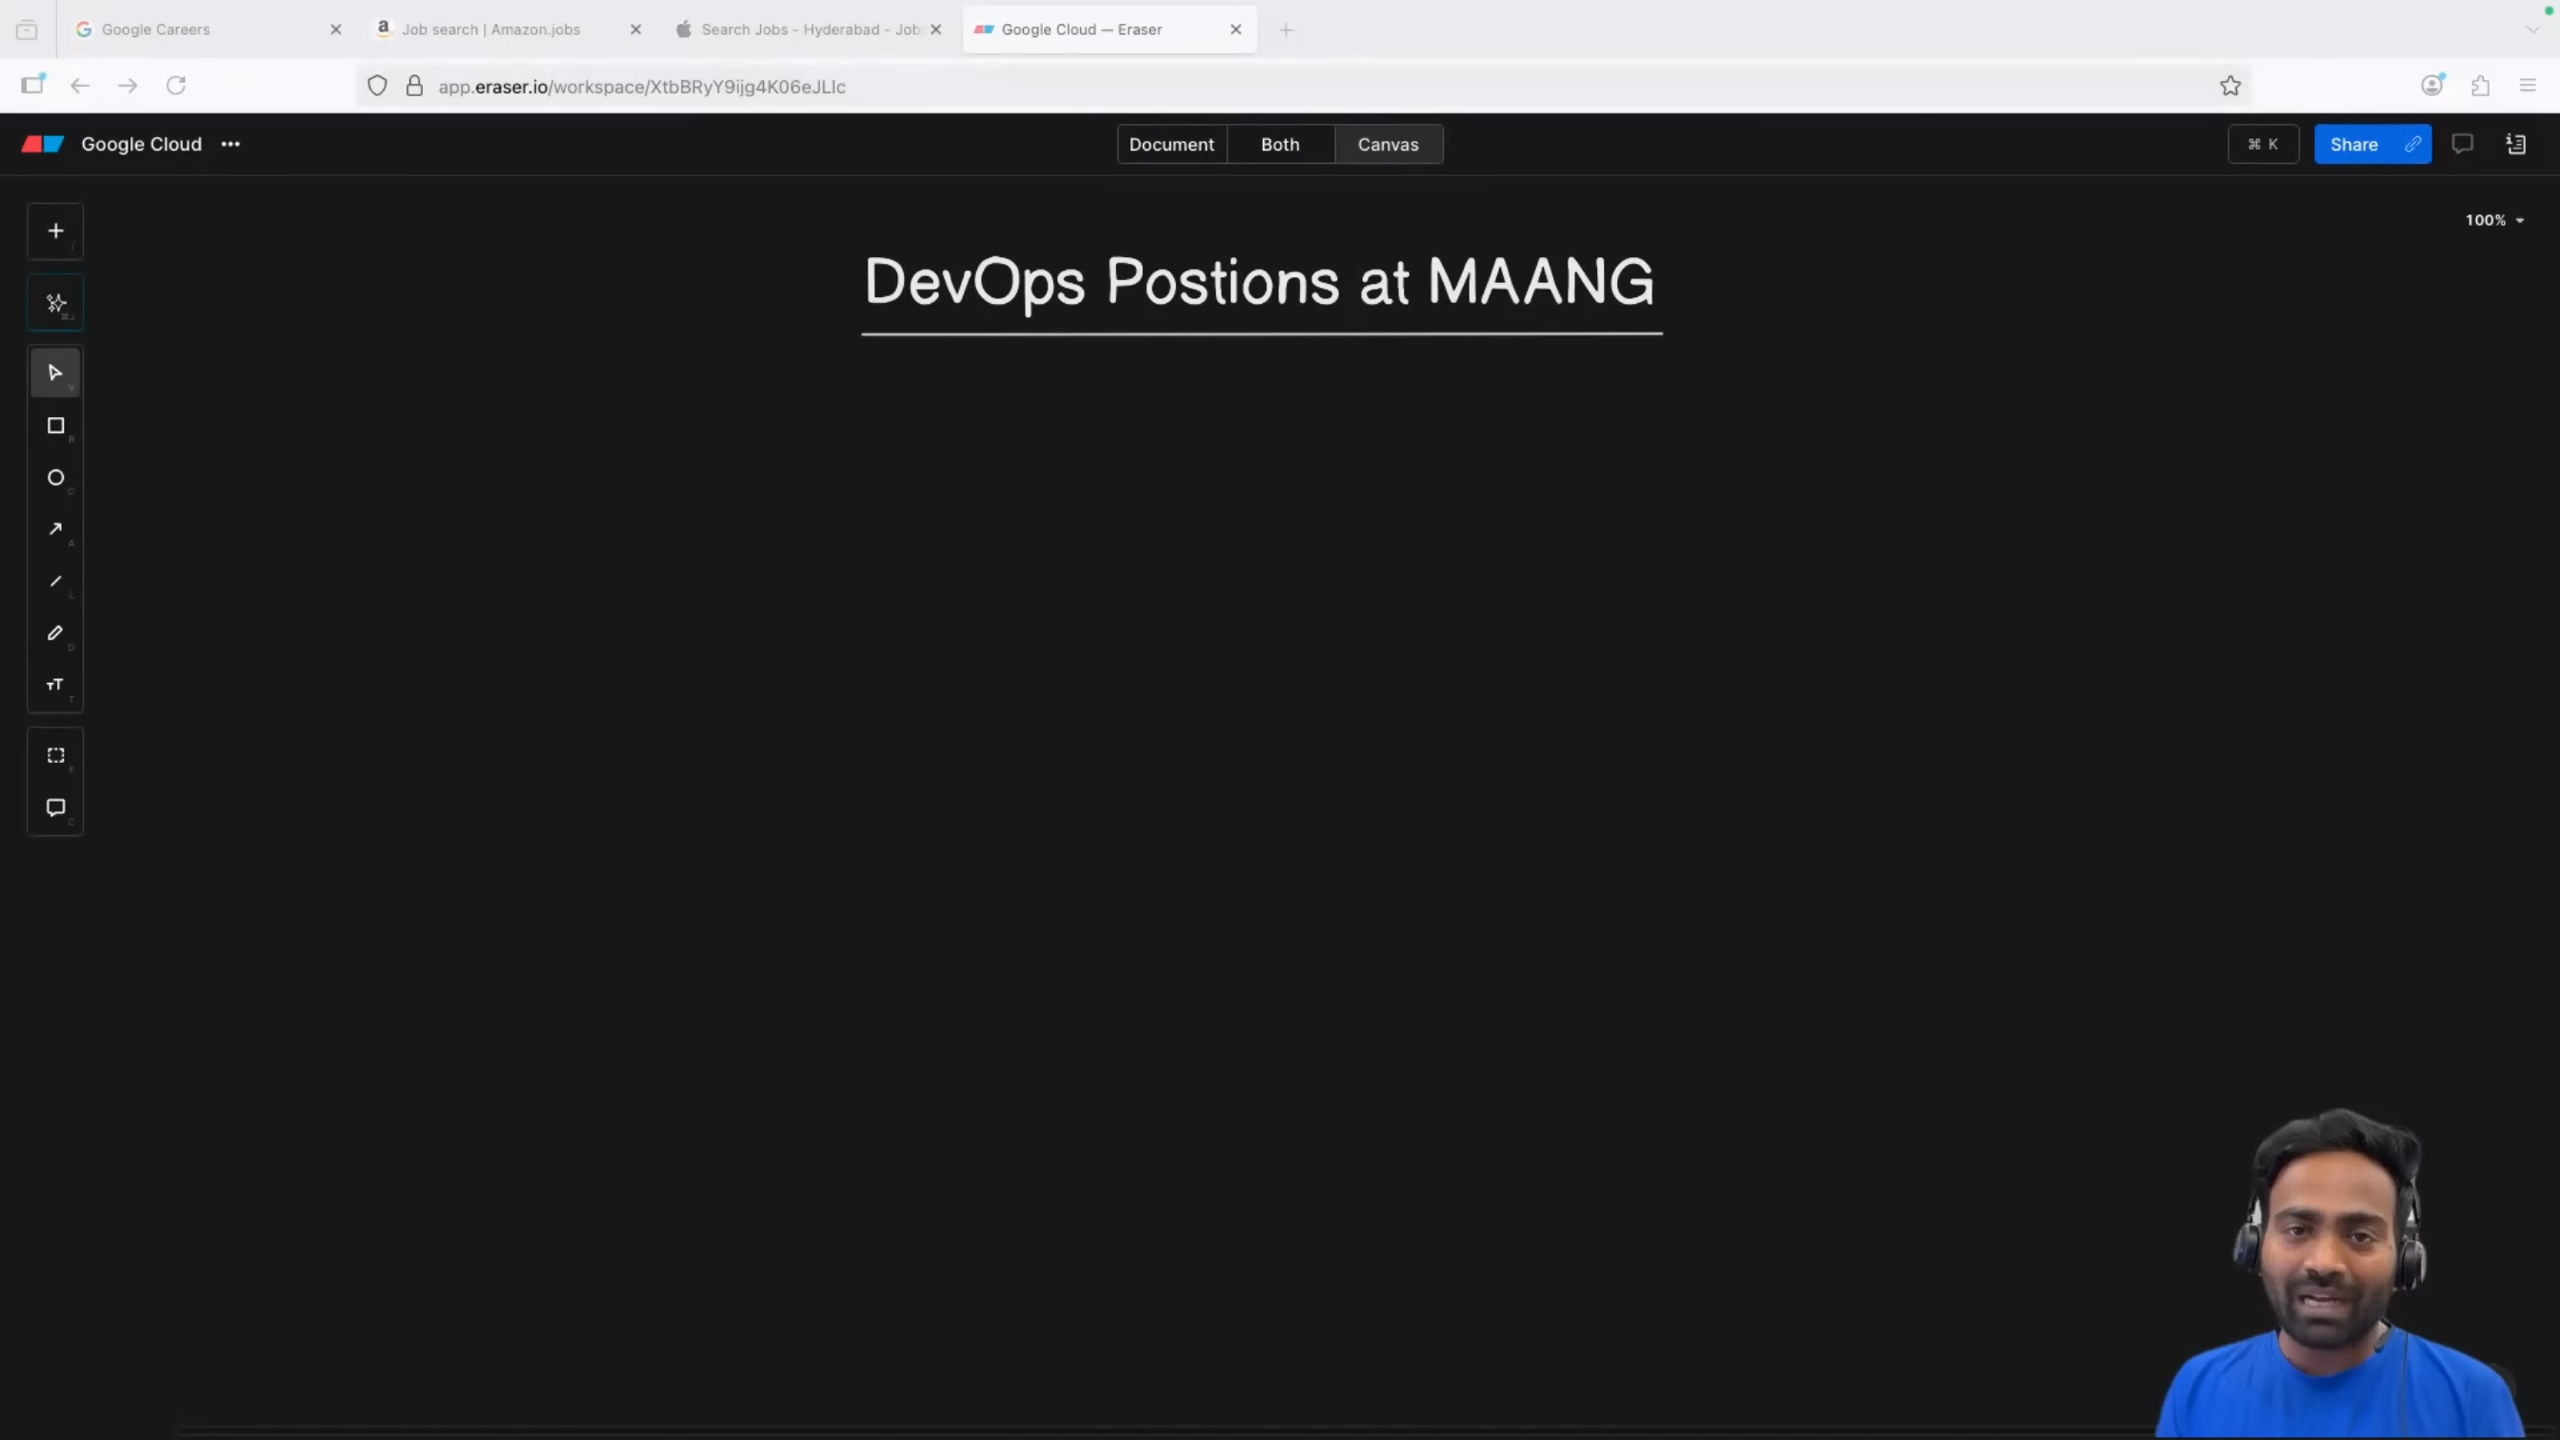 Google Careers
a Job search | Amazon.jobs
Search Jobs - Hyderabad - Job
Google Cloud — Eraser
app.eraser.io/workspace/XtbBRyY9ijg4K06eJLlc
Google Cloud ...
Document Both Canvas
⌘ K
Share
100%
DevOps Postions at MAANG
V
R
O
A
L
D
TT
T
F
C